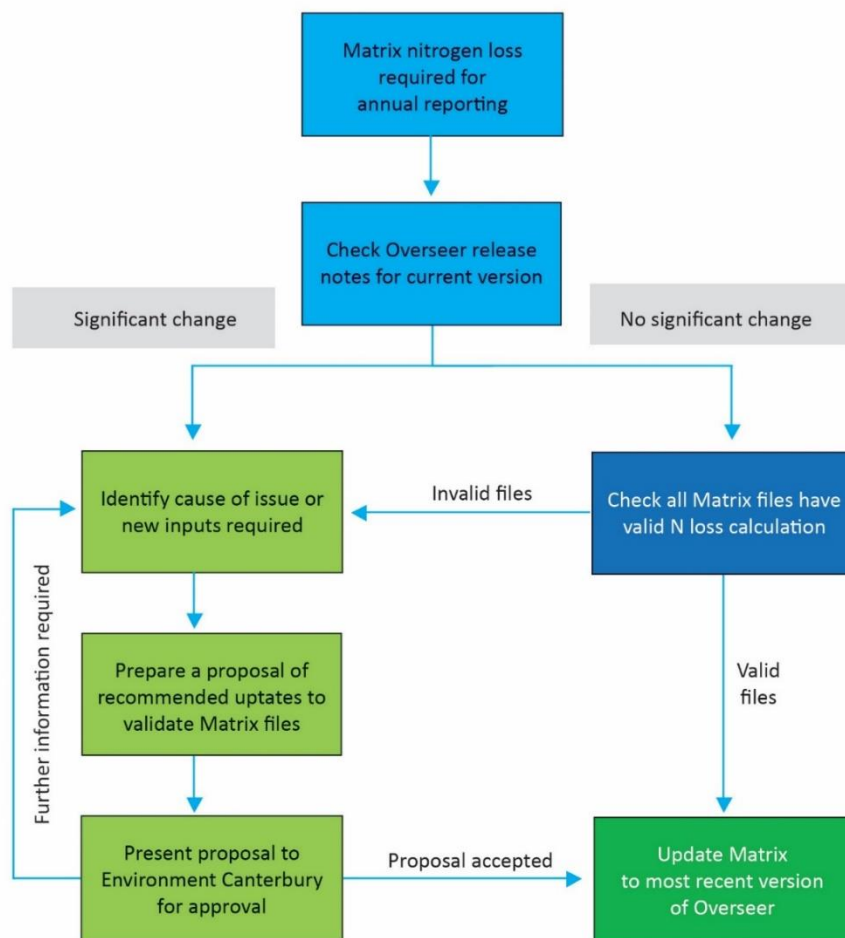 Matrix nitrogen loss
required for
annual reporting
Check Overseer release
notes for current version
Significant change
No significant change
Identify cause of issue or
new inputs required
Invalid files
Check all Matrix files have
valid N loss calculation
Further information required
Prepare a proposal of
recommended uptates to
validate Matrix files
Valid
files
Present proposal to
Environment Canterbury
for approval
Proposal accepted
Update Matrix
to most recent version
of Overseer